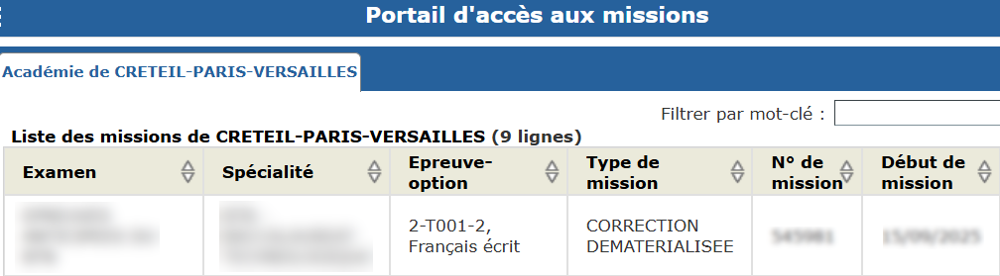 Portail d'accès aux missions
Académie de CRETEIL-PARIS-VERSAILLES
Filtrer par mot-clé :
Liste des missions de CRETEIL-PARIS-VERSAILLES (9 lignes)
Examen
Spécialité
Epreuve-
option
Type de
mission
N° de
mission
Début de
mission
2-T001-2,
Français écrit
CORRECTION
DEMATERIALISEE